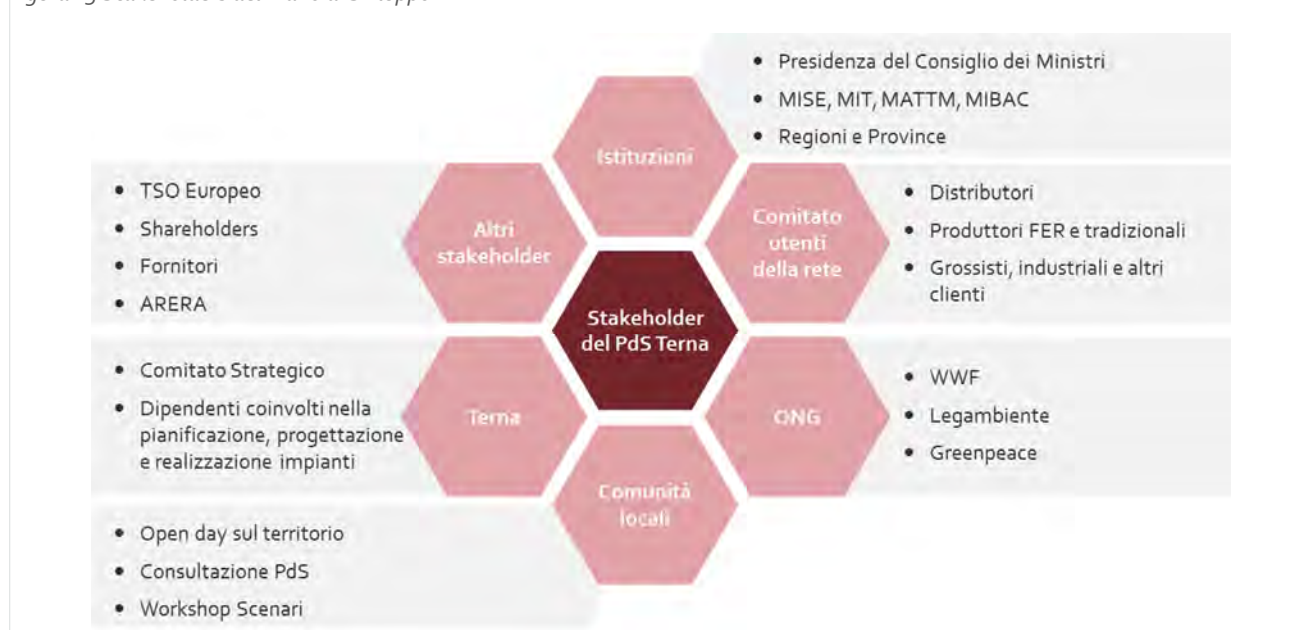 Presidenza del Consiglio dei Ministri
MISE, MIT, MATTM, MIBAC
Regioni e Province
Istituzioni
TSO Europeo
Shareholders
Fornitori
ARERA
Altri
stakeholder
Comitato
utenti
della rete
Distributori
Produttori FER e tradizionali
Grossisti, industriali e altri
clienti
Stakeholder
del PdS Terna
Comitato Strategico
Dipendenti coinvolti nella
pianificazione, progettazione
e realizzazione impianti
Terna
ONG
WWF
Legambiente
Greenpeace
Comunità
locali
Open day sul territorio
Consultazione PdS
Workshop Scenari